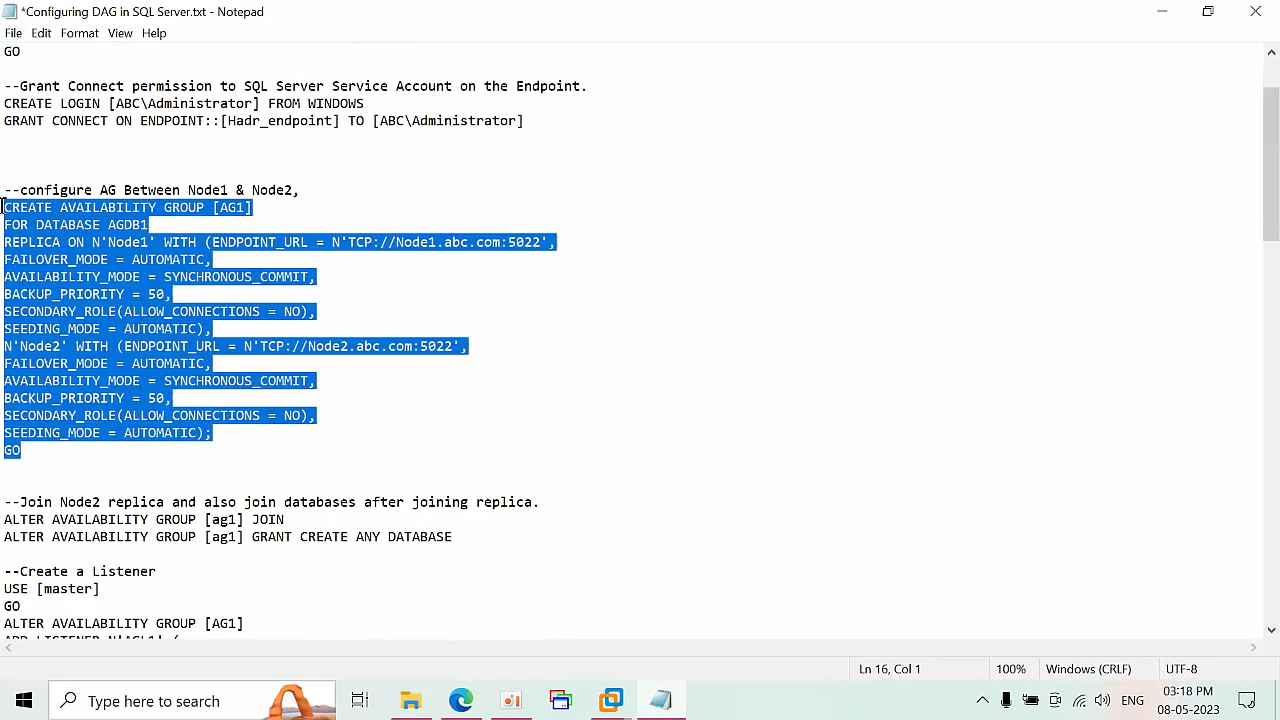 *Configuring DAG in SQL Server.txt - Notepad
File Edit Format View Help
GO
--Grant Connect permission to SQL Server Service Account on the Endpoint.
CREATE LOGIN [ABC\Administrator] FROM WINDOWS
GRANT CONNECT ON ENDPOINT::[Hadr_endpoint] TO [ABC\Administrator]
--configure AG Between Node1 & Node2,
CREATE AVAILABILITY GROUP [AG1]
FOR DATABASE AGDB1
REPLICA ON N'Node1' WITH (ENDPOINT_URL = N'TCP://Node1.abc.com:5022',
FAILOVER_MODE = AUTOMATIC,
AVAILABILITY_MODE = SYNCHRONOUS_COMMIT,
BACKUP_PRIORITY = 50,
SECONDARY_ROLE(ALLOW_CONNECTIONS = NO),
SEEDING_MODE = AUTOMATIC),
N'Node2' WITH (ENDPOINT_URL = N'TCP://Node2.abc.com:5022',
FAILOVER_MODE = AUTOMATIC,
AVAILABILITY_MODE = SYNCHRONOUS_COMMIT,
BACKUP_PRIORITY = 50,
SECONDARY_ROLE(ALLOW_CONNECTIONS = NO),
SEEDING_MODE = AUTOMATIC);
GO
--Join Node2 replica and also join databases after joining replica.
ALTER AVAILABILITY GROUP [ag1] JOIN
ALTER AVAILABILITY GROUP [ag1] GRANT CREATE ANY DATABASE
--Create a Listener
USE [master]
GO
ALTER AVAILABILITY GROUP [AG1]
Ln 16, Col 1 100% Windows (CRLF) UTF-8
Type here to search
ENG
03:18 PM
08-05-2023